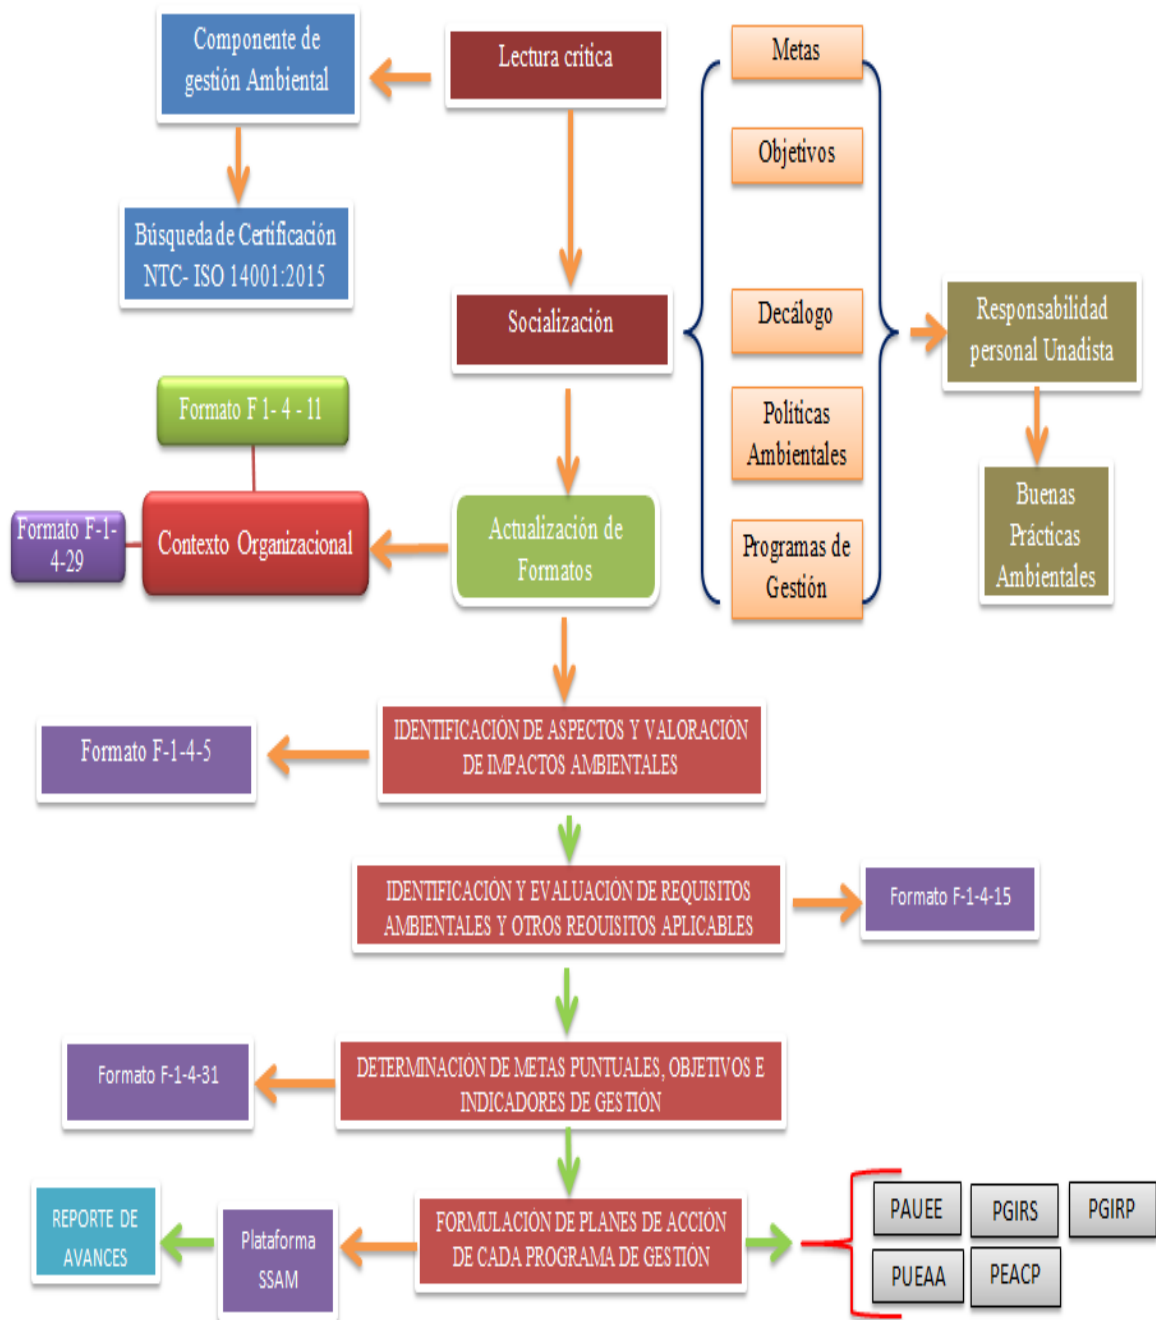 Componente de
gestión Ambiental
Lectura critica
Metas
Objetivos
Búsqueda de Certificación
NTC- ISO 14001:2015
Socialización
Decálogo
Responsabilidad
personal Unadista
Formato F 1- 4 - 11
Politicas
Ambientales
Formato F-1-
4-29
Contexto Organizacional
Actualización de
Formatos
Programas de
Gestión
Buenas
Prácticas
Ambientales
IDENTIFICACIÓN DE ASPECTOS Y VALORACIÓN
DE IMPACTOS AMBIENTALES
Formato F-1-4-5
IDENTIFICACIÓN Y EVALUACIÓN DE REQUISITOS
AMBIENTALES Y OTROS REQUISITOS APLICABLES
Formato F-1-4-15
Formato F-1-4-31
DETERMINACIÓN DE METAS PUNTUALES, OBJETIVOS E
INDICADORES DE GESTIÓN
REPORTE DE
AVANCES
Plataforma
SSAM
FORMULACIÓN DE PLANES DE ACCIÓN
DE CADA PROGRAMA DE GESTIÓN
PAUEE
PGIRS
PGIRP
PUEAA
PEACP